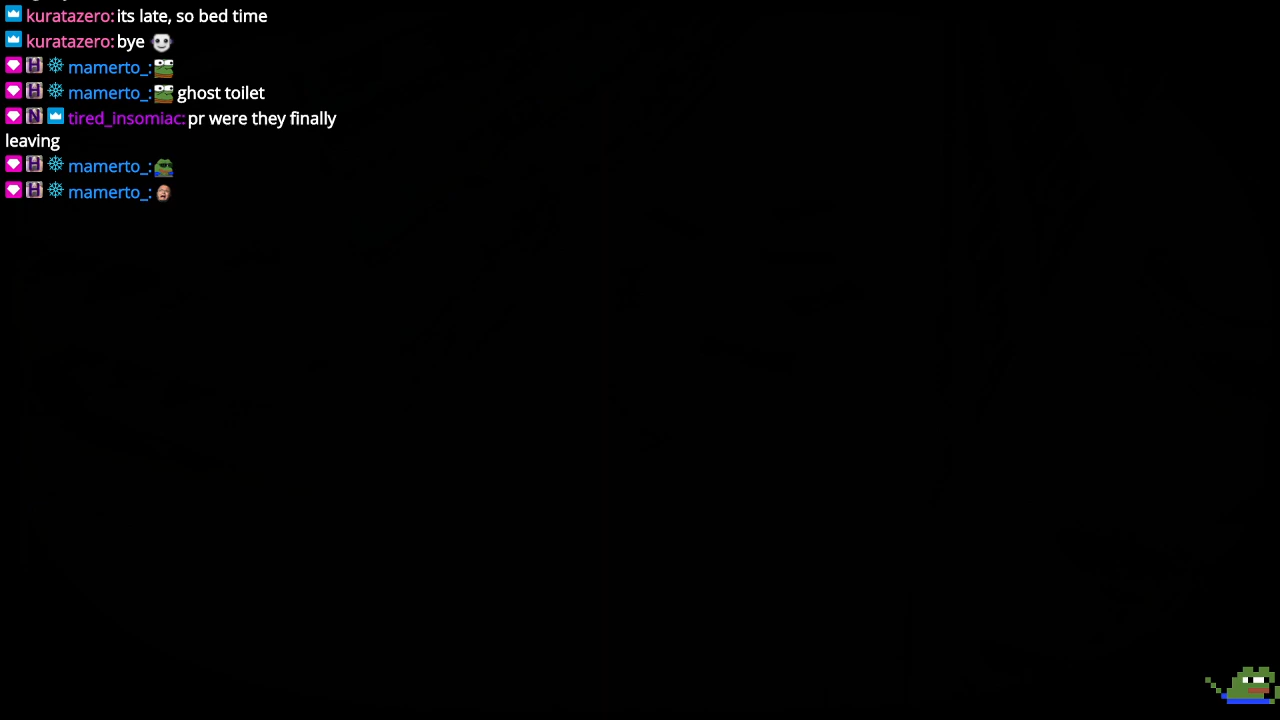 kuratazero: its late, so bed time
kuratazero: bye
mamerto_:
mamerto_: ghost toilet
tired_insomiac: pr were they finally
leaving
mamerto_:
mamerto_: